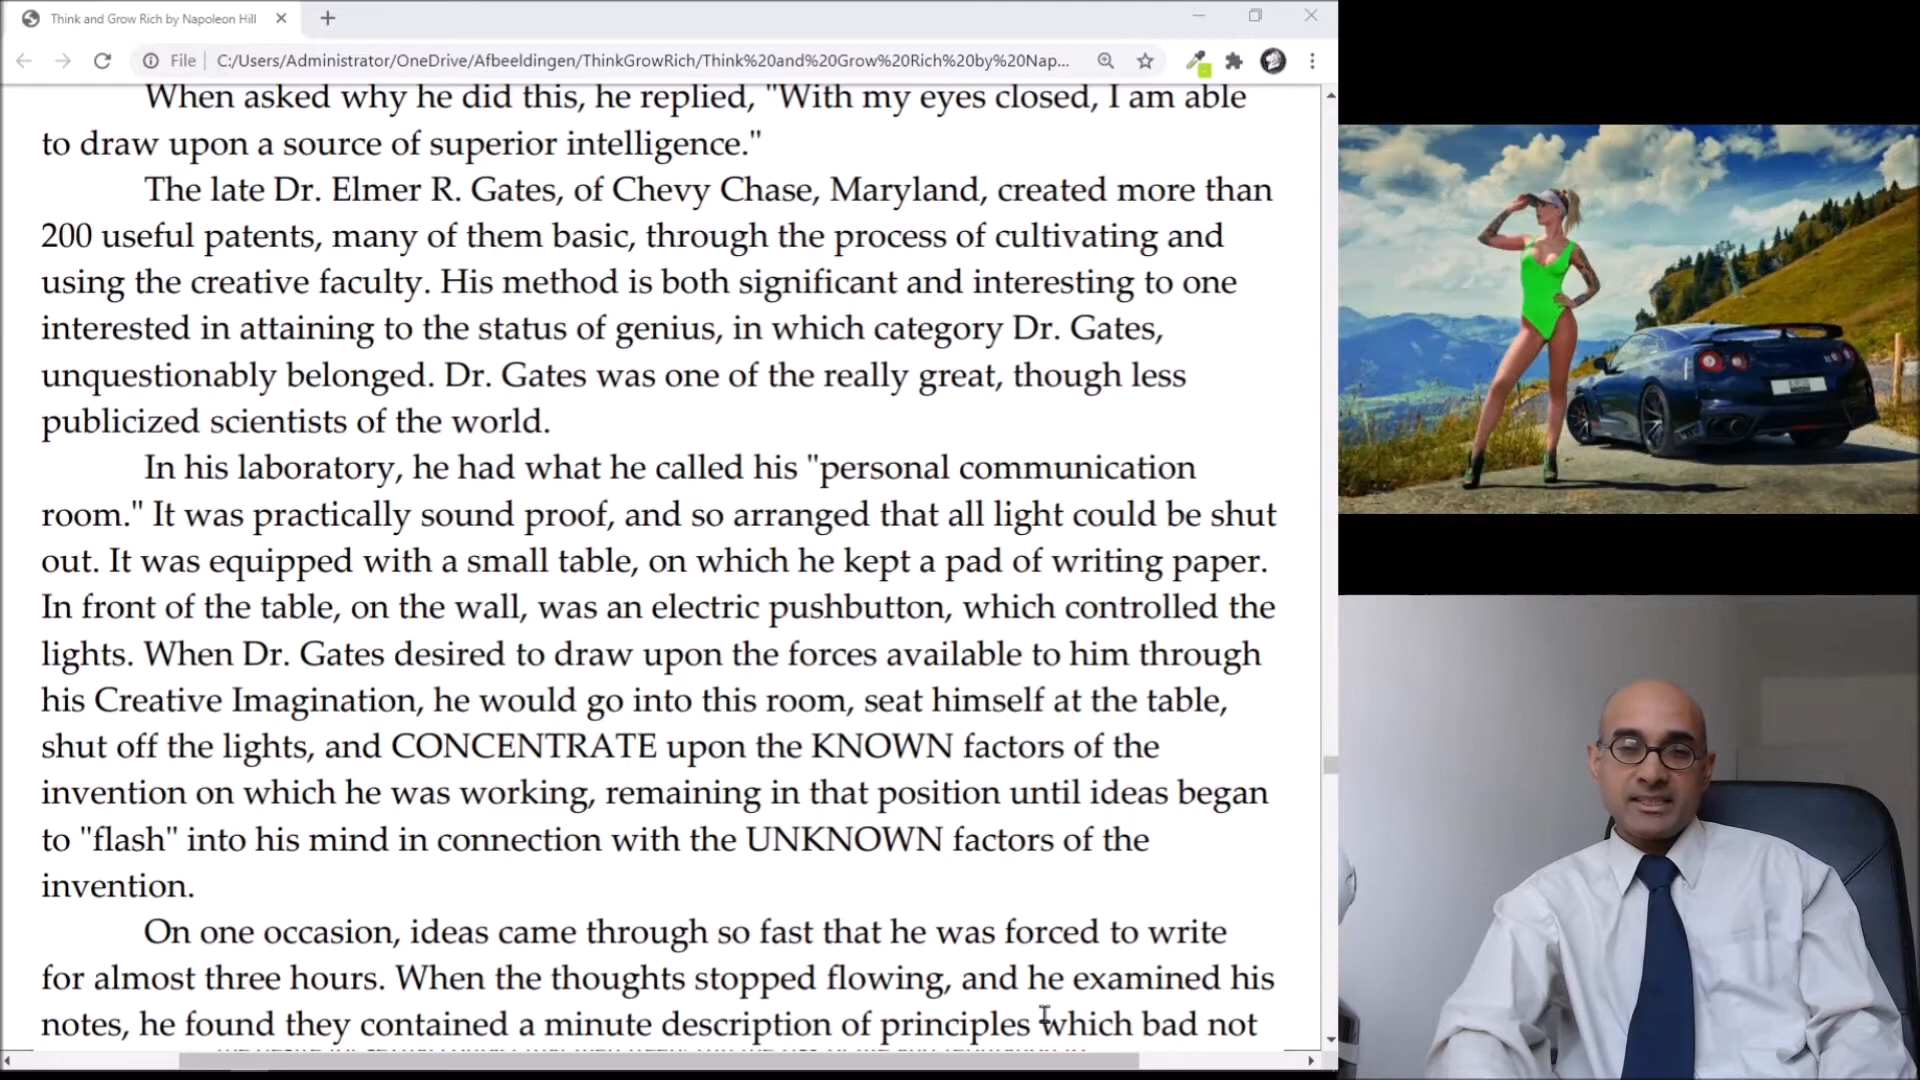 Think and Grow Rich by Napoleon Hill
File
C:/Users/Administrator/OneDrive/Afbeeldingen/ThinkGrowRich/Think%20and%20Grow%20Rich%20by%20Nap...
When asked why he did this, he replied, "With my eyes closed, I am able
to draw upon a source of superior intelligence."
The late Dr. Elmer R. Gates, of Chevy Chase, Maryland, created more than
200 useful patents, many of them basic, through the process of cultivating and
using the creative faculty. His method is both significant and interesting to one
interested in attaining to the status of genius, in which category Dr. Gates,
unquestionably belonged. Dr. Gates was one of the really great, though less
publicized scientists of the world.
In his laboratory, he had what he called his "personal communication
room." It was practically sound proof, and so arranged that all light could be shut
out. It was equipped with a small table, on which he kept a pad of writing paper.
In front of the table, on the wall, was an electric pushbutton, which controlled the
lights. When Dr. Gates desired to draw upon the forces available to him through
his Creative Imagination, he would go into this room, seat himself at the table,
shut off the lights, and CONCENTRATE upon the KNOWN factors of the
invention on which he was working, remaining in that position until ideas began
to "flash" into his mind in connection with the UNKNOWN factors of the
invention.
On one occasion, ideas came through so fast that he was forced to write
for almost three hours. When the thoughts stopped flowing, and he examined his
notes, he found they contained a minute description of principles which bad not